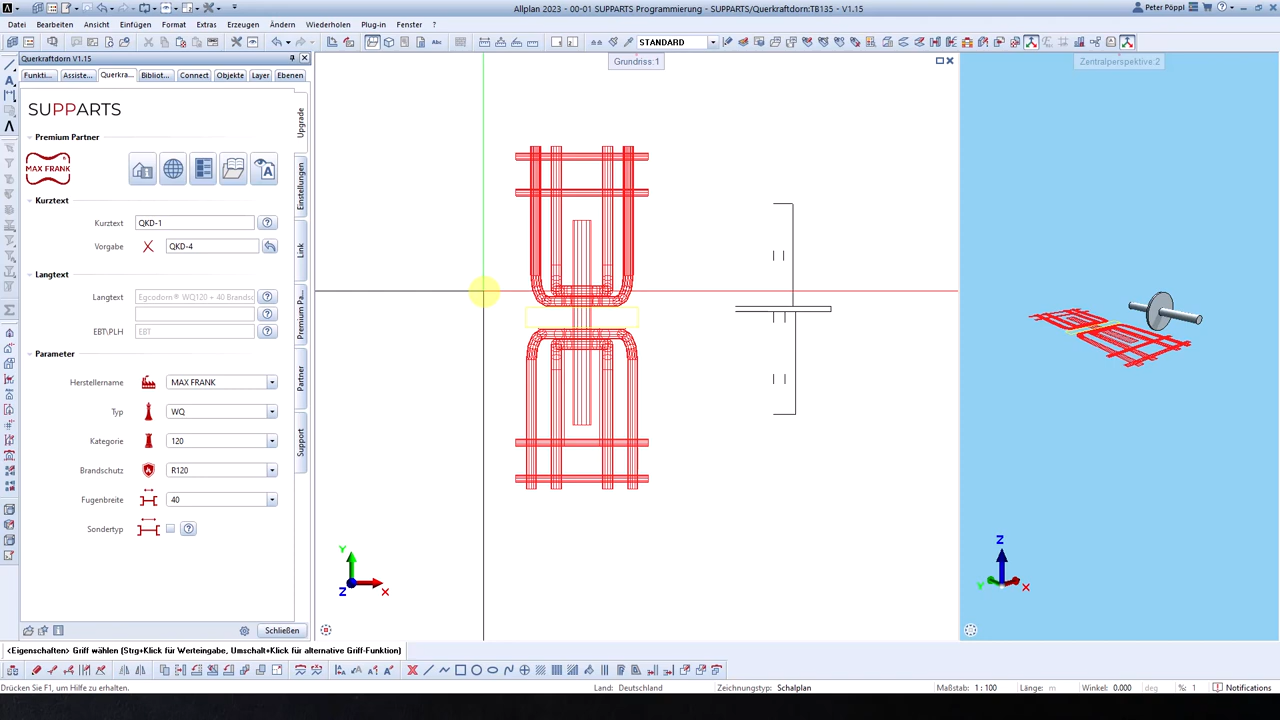 Allplan 2023 - 00-01 SUPPARTS Programmierung - SUPPARTS/Querkraftdorn:TB135 - V1.15
Peter Pöppl
Datei Bearbeiten Ansicht Einfügen Format Extras Erzeugen Ändern Wiederholen Plug-in Fenster
STANDARD
Querkraftdorn V1.15
Funkti... Assiste... Querkra... Bibliot... Connect Objekte Layer Ebenen
Grundriss:1
Zentralperspektive:2
SUPPARTS
Upgrade
Einstellungen
Link
Premium Pa...
Partner
Support
Premium Partner
MAX FRANK
Kurztext
Kurztext QKD-1
Vorgabe QKD-4
Langtext
Langtext Egcodorn® WQ120 + 40 Brandsc
EBT\PLH EBT
Parameter
Herstellername MAX FRANK
Typ WQ
Kategorie 120
Brandschutz R120
Fugenbreite 40
Sondertyp
Schließen
Y
Z
X
Z
Y
X
<Eigenschaften> Griff wählen (Strg+Klick für Werteingabe, Umschalt+Klick für alternative Griff-Funktion)
Drücken Sie F1, um Hilfe zu erhalten.
Land: Deutschland
Zeichnungstyp: Schalplan
Maßstab: 1 : 100
Länge: m
Winkel: 0.000 deg
%: 1
Notifications